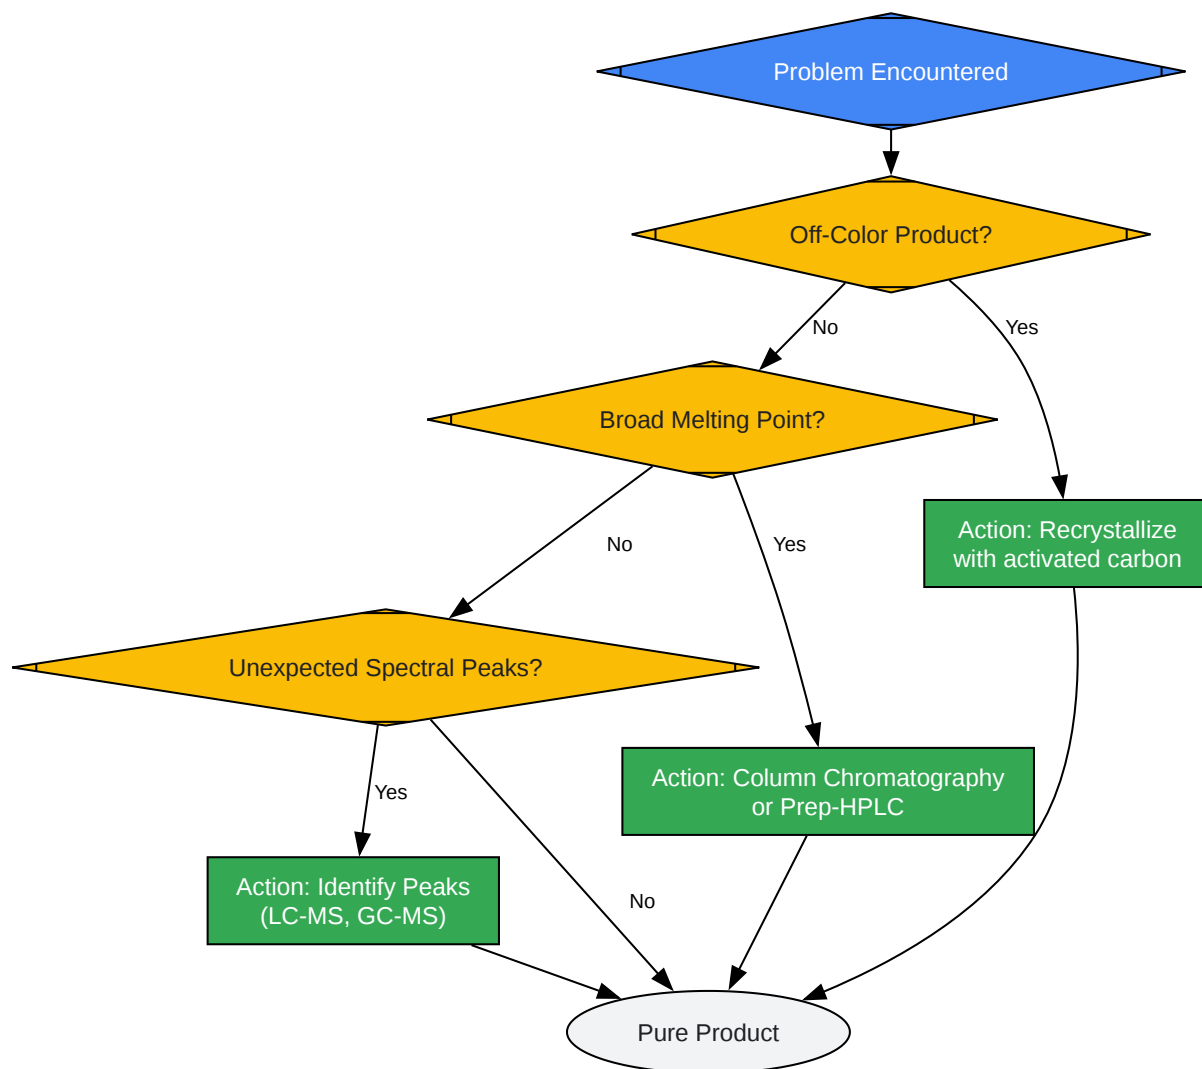 Problem Encountered
Off-Color Product?
No
Yes
Broad Melting Point?
Action: Recrystallize
with activated carbon
No
Yes
Unexpected Spectral Peaks?
Action: Column Chromatography
or Prep-HPLC
Yes
Action: Identify Peaks
(LC-MS, GC-MS)
No
Pure Product